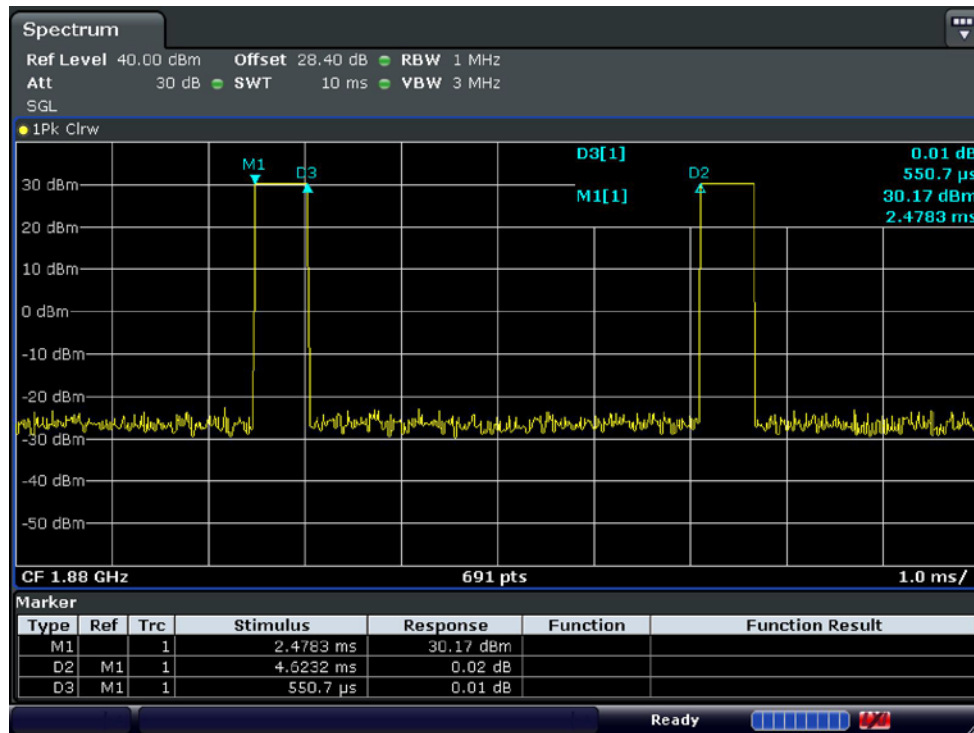 Spectrum
Ref Level 40.00 dBm Offset 28.40 dB RBW 1 MHz
Att 30 dB SWT 10 ms VBW 3 MHz
SGL
1Pk Clrw
D3[1] 0.01 dB
550.7 µs
M1[1] 30.17 dBm
2.4783 ms
M1
D3
D2
30 dBm
20 dBm
10 dBm
0 dBm
-10 dBm
-20 dBm
-30 dBm
-40 dBm
-50 dBm
CF 1.88 GHz 691 pts 1.0 ms/
Marker
Type Ref Trc Stimulus Response Function Function Result
M1 1 2.4783 ms 30.17 dBm
D2 M1 1 4.6232 ms 0.02 dB
D3 M1 1 550.7 µs 0.01 dB
Ready